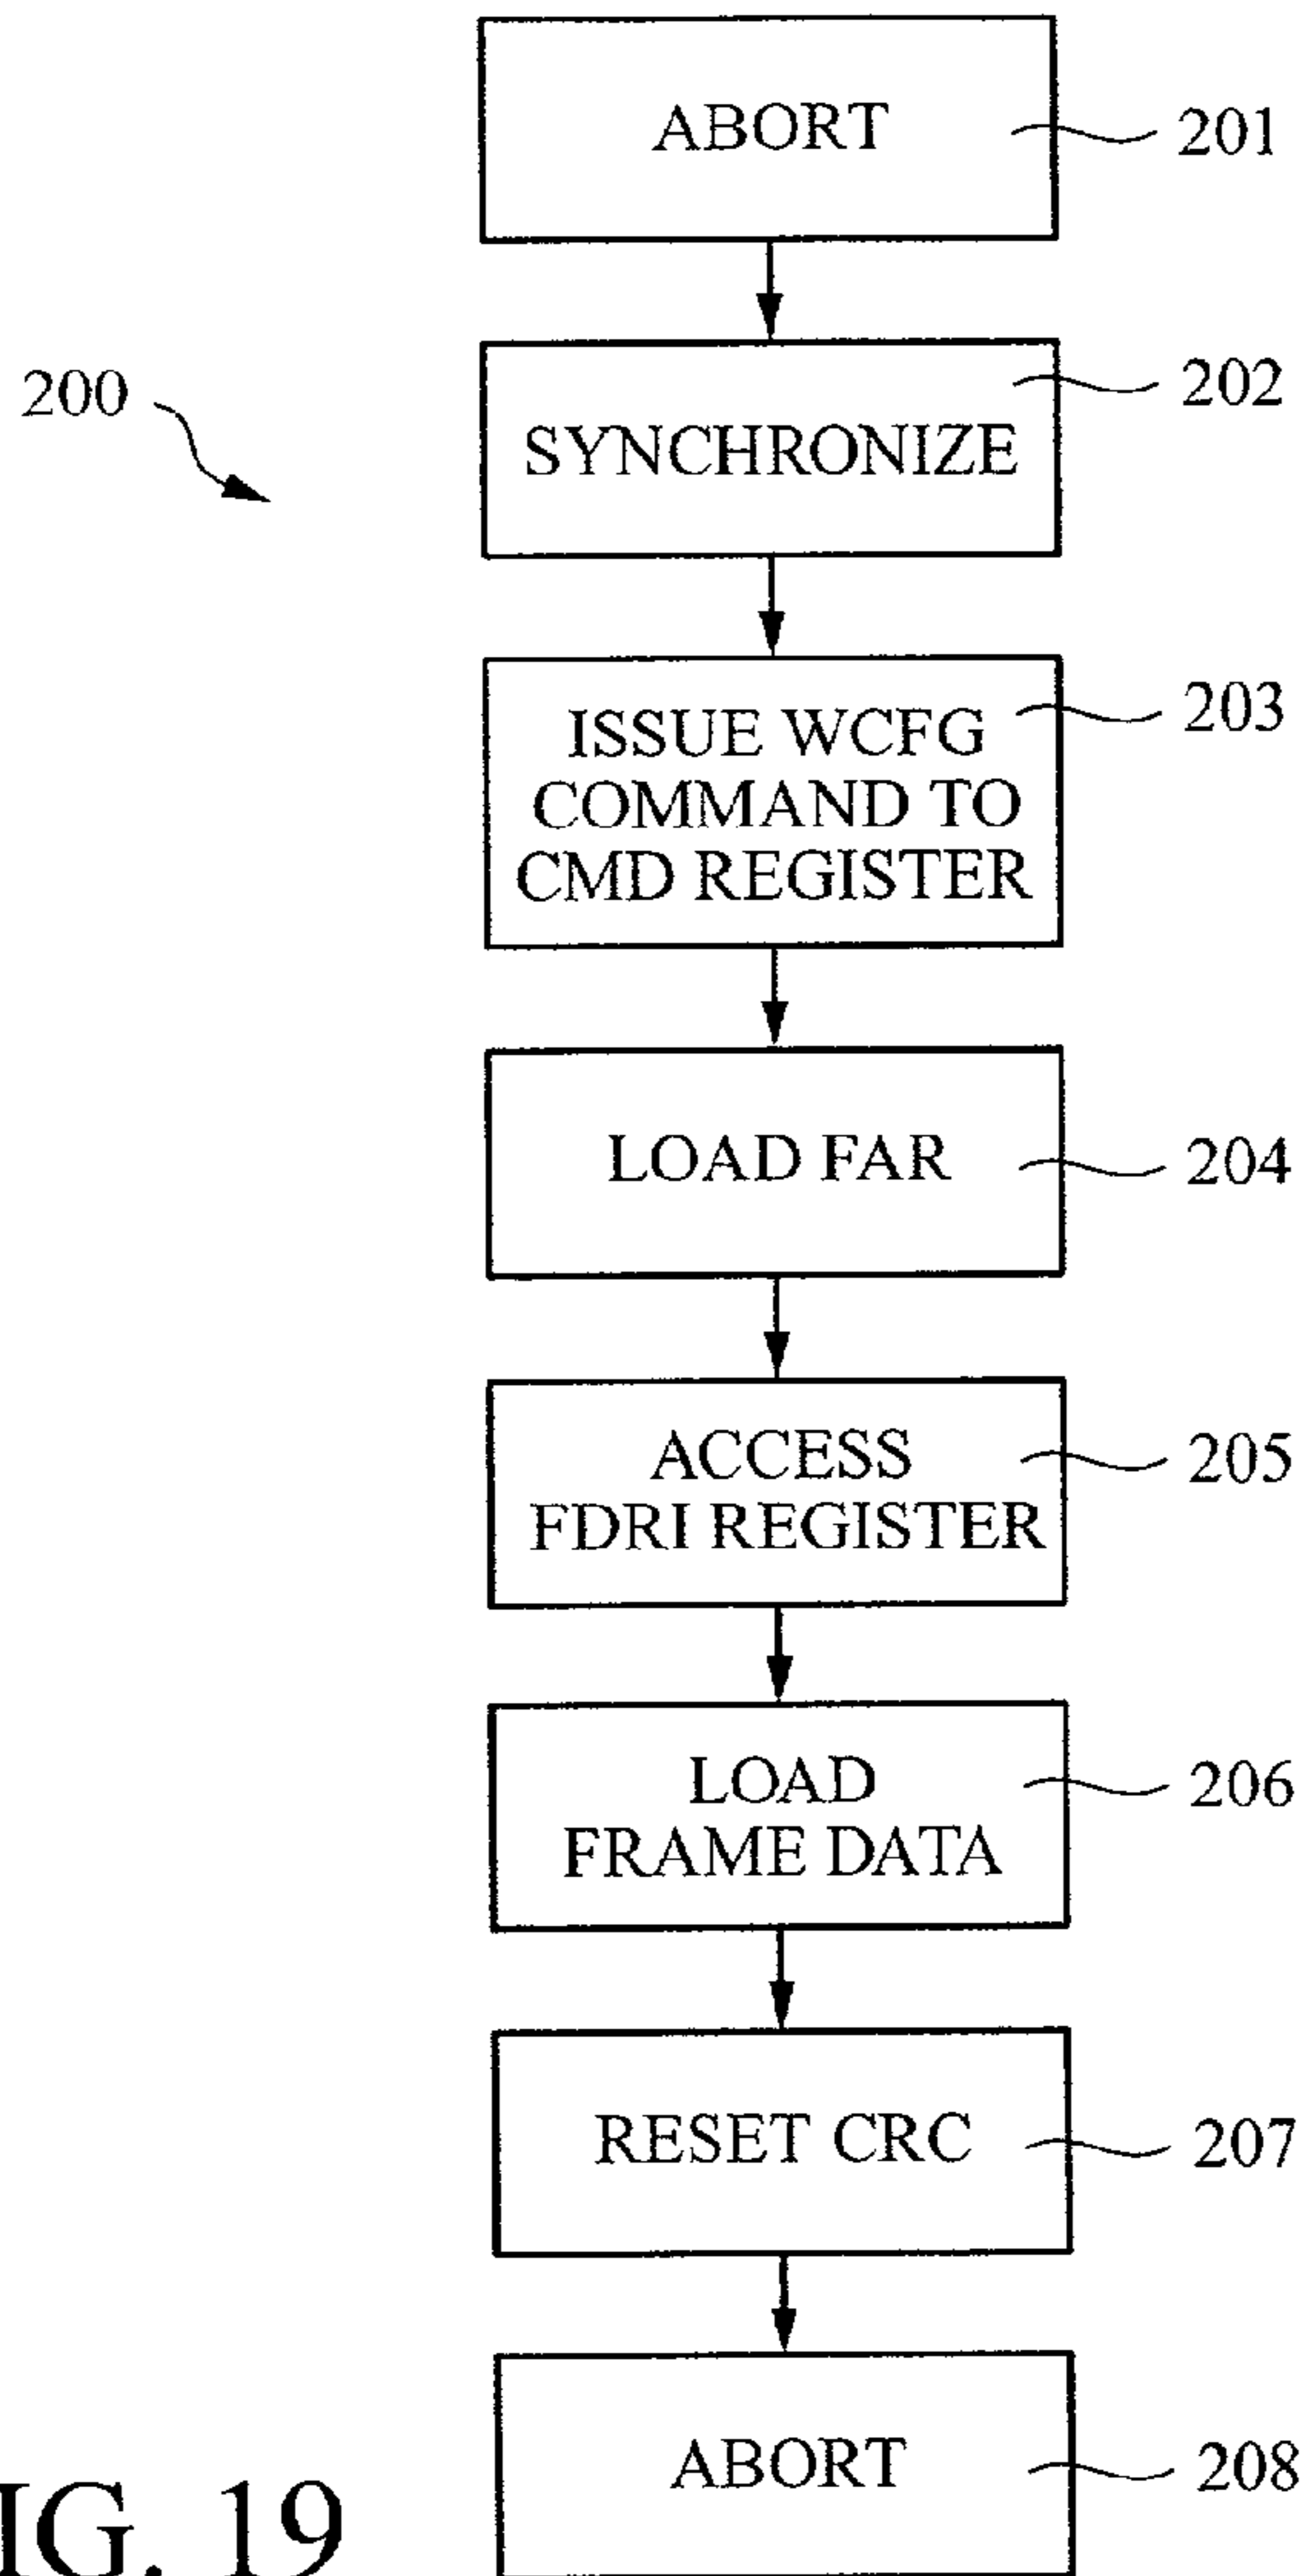 ABORT
201
200
SYNCHRONIZE
202
ISSUE WCFG
COMMAND TO
CMD REGISTER
203
LOAD FAR
204
ACCESS
FDRI REGISTER
205
LOAD
FRAME DATA
206
RESET CRC
207
ABORT
208
IG. 19